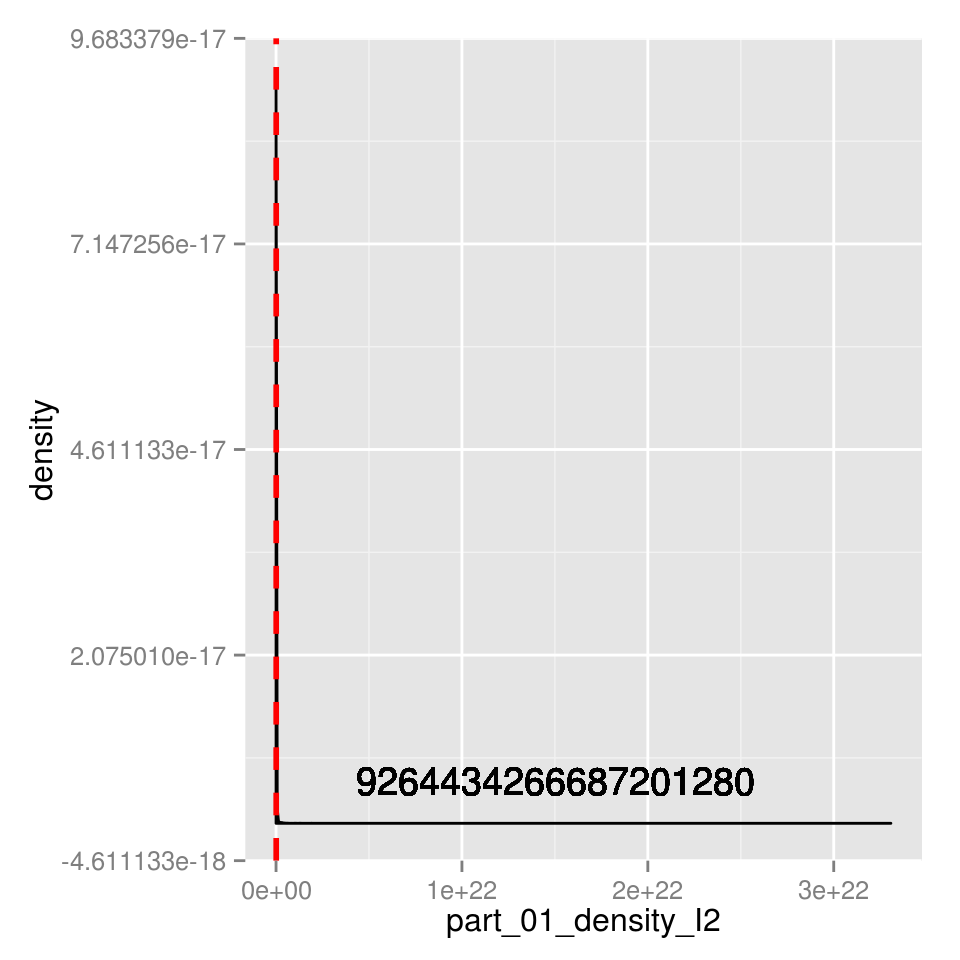 9.683379e-17
7.147256e-17
4.611133e-17
2.075010e-17
-4.611133e-18
density
9264434266687201280
0e+00 1e+22 2e+22 3e+22
part_01_density_I2